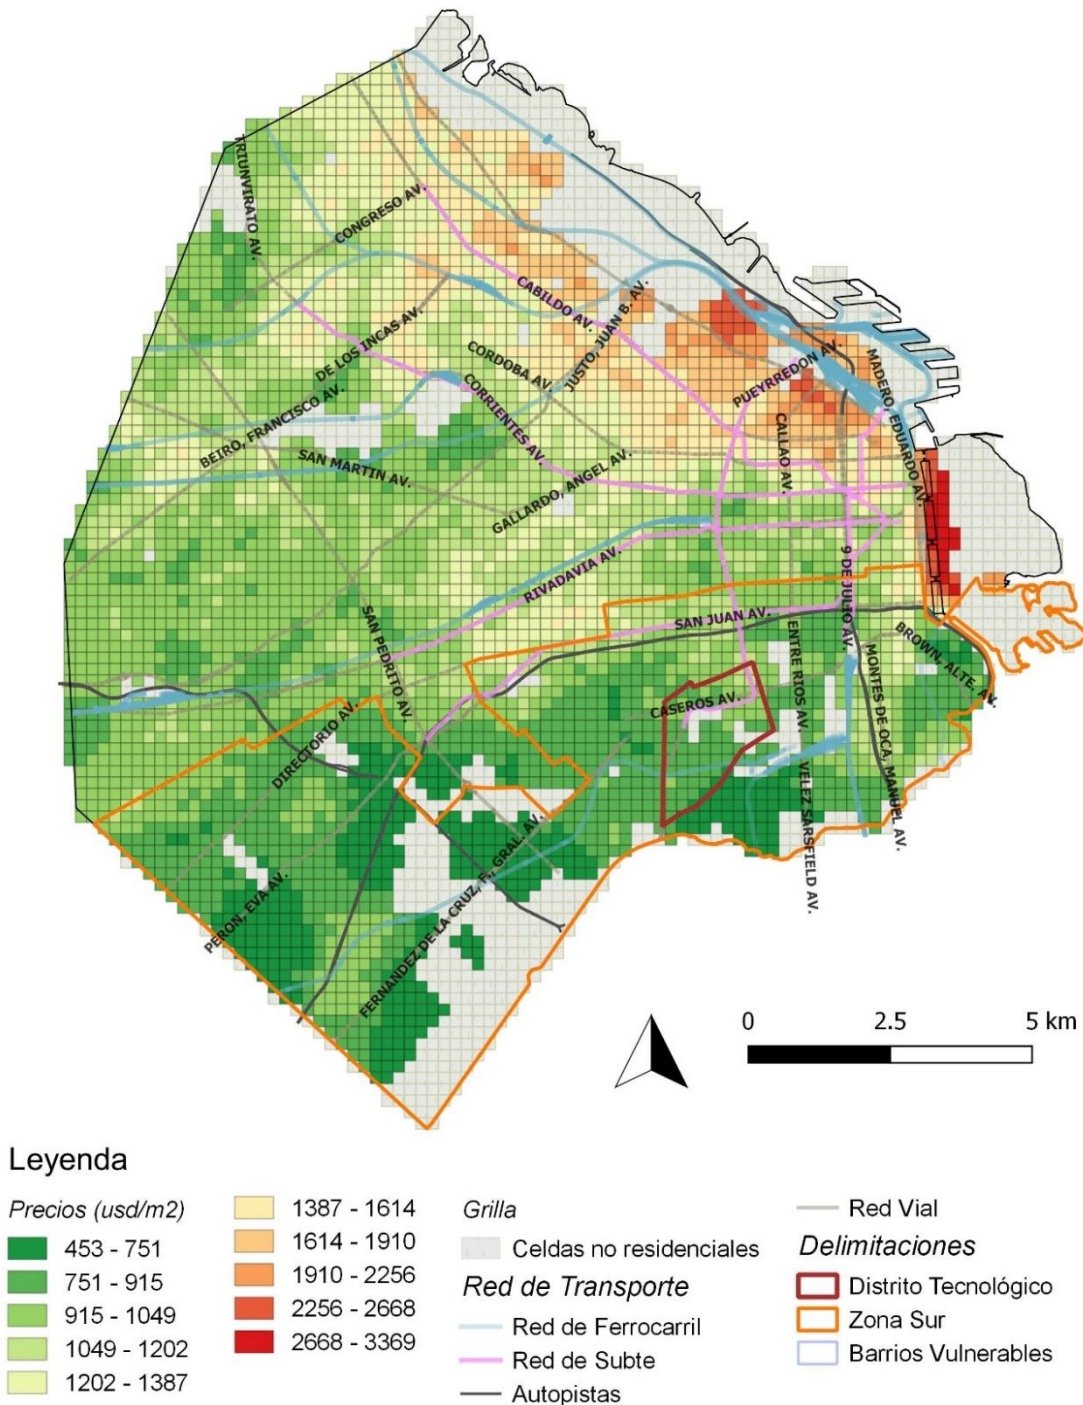 TRIUNVIRATO AV.
CONGRESO AV.
CABILDO AV.
JUSTO, JUAN B. AV.
DE LOS INCAS AV.
CORDOBA AV.
PUEYRREDON AV.
MADERO, EDUARDO AV.
BEIRO, FRANCISCO AV.
CORRIENTES AV.
CALLAO AV.
SAN MARTIN AV.
GALLARDO, ANGEL AV.
RIVADAVIA AV.
9 DE JULIO AV.
SAN PEDRITO AV.
SAN JUAN AV.
ENTRE RIOS AV.
BROWN, ALTE. AV.
CASEROS AV.
MONTES DE OCA, MANUEL AV.
DIRECTORIO AV.
VELEZ SARSFIELD AV.
PERON, EVA AV.
FERNANDEZ DE LA CRUZ, F., GRAL. AV.
0 2.5 5 km
Leyenda
Precios (usd/m2)
453 - 751
751 - 915
915 - 1049
1049 - 1202
1202 - 1387
1387 - 1614
1614 - 1910
1910 - 2256
2256 - 2668
2668 - 3369
Grilla
Celdas no residenciales
Red de Transporte
Red de Ferrocarril
Red de Subte
Autopistas
Red Vial
Delimitaciones
Distrito Tecnológico
Zona Sur
Barrios Vulnerables